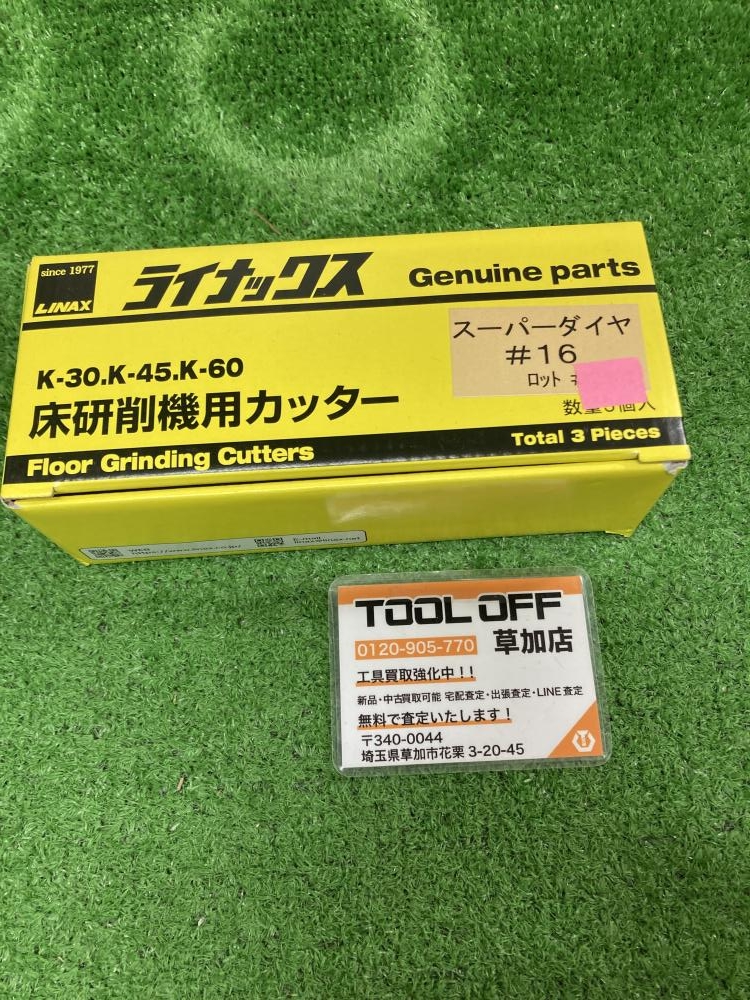 since 1977
LINAX
ライナックス
Genuine parts
スーパーダイヤ
#16
ロット
K-30.K-45.K-60
床研削機用カッター
Floor Grinding Cutters
Total 3 Pieces
WEB
TOOL OFF
0120-905-770
草加店
工具買取強化中!!
新品・中古買取可能 宅配査定・出張査定・LINE査定
無料で査定いたします!
〒340-0044
埼玉県草加市花栗 3-20-45